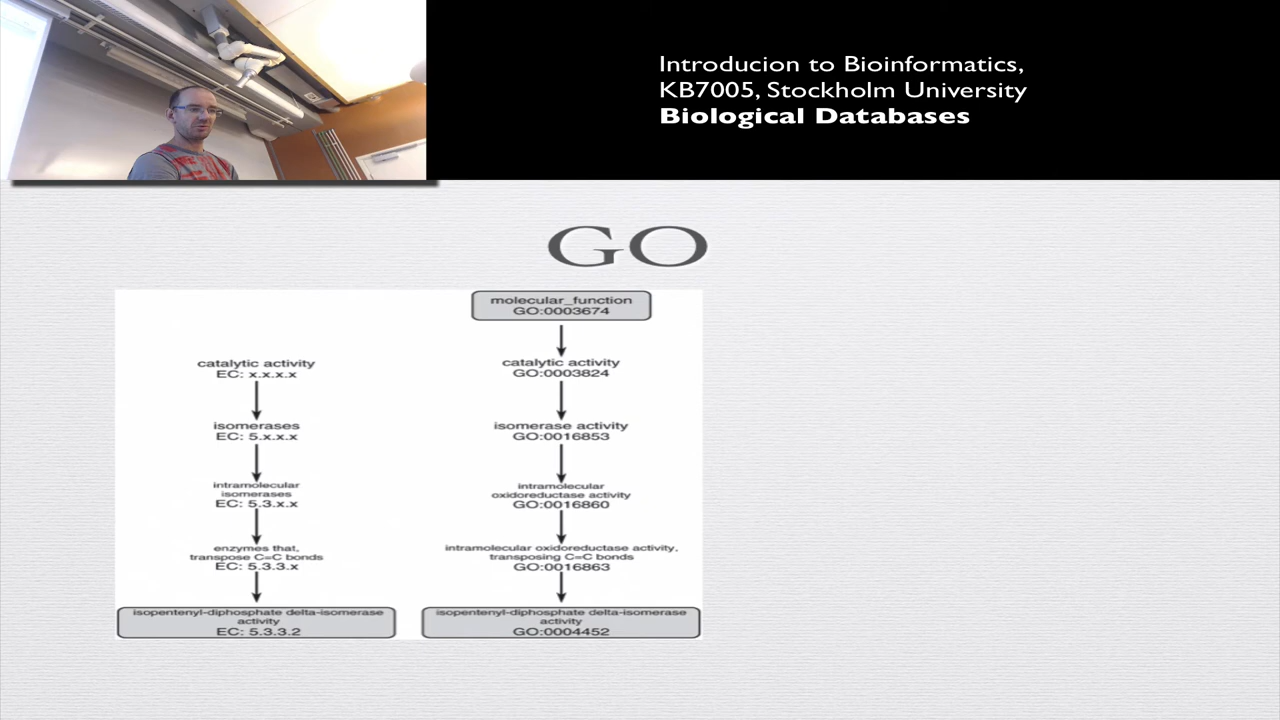 Introducion to Bioinformatics,
KB7005, Stockholm University
Biological Databases
GO
catalytic activity
EC: x.x.x.x
isomerases
EC: 5.x.x.x
intramolecular
isomerases
EC: 5.3.x.x
enzymes that,
transpose C=C bonds
EC: 5.3.3.x
isopentenyl-diphosphate delta-isomerase
activity
EC: 5.3.3.2
molecular_function
GO:0003674
catalytic activity
GO:0003824
isomerase activity
GO:0016853
intramolecular
oxidoreductase activity
GO:0016860
intramolecular oxidoreductase activity,
transposing C=C bonds
GO:0016863
isopentenyl-diphosphate delta-isomerase
activity
GO:0004452